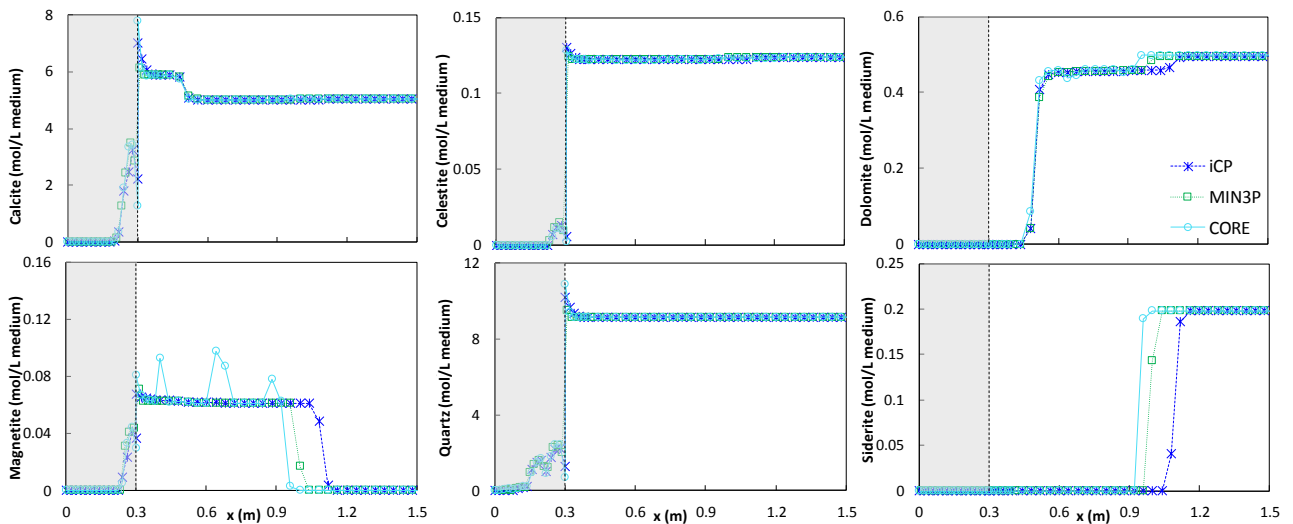 Calcite (mol/L medium)
8
6
4
2
0
0 0.3 0.6 0.9 1.2 1.5
Celestite (mol/L medium)
0.15
0.1
0.05
0
0 0.3 0.6 0.9 1.2 1.5
Dolomite (mol/L medium)
0.6
0.4
0.2
0
0 0.3 0.6 0.9 1.2 1.5
iCP
MIN3P
CORE
Magnetite (mol/L medium)
0.16
0.12
0.08
0.04
0
0 0.3 0.6 0.9 1.2 1.5
x (m)
Quartz (mol/L medium)
12
9
6
3
0
0 0.3 0.6 0.9 1.2 1.5
x (m)
Siderite (mol/L medium)
0.25
0.20
0.15
0.10
0.05
0.00
0 0.3 0.6 0.9 1.2 1.5
x (m)